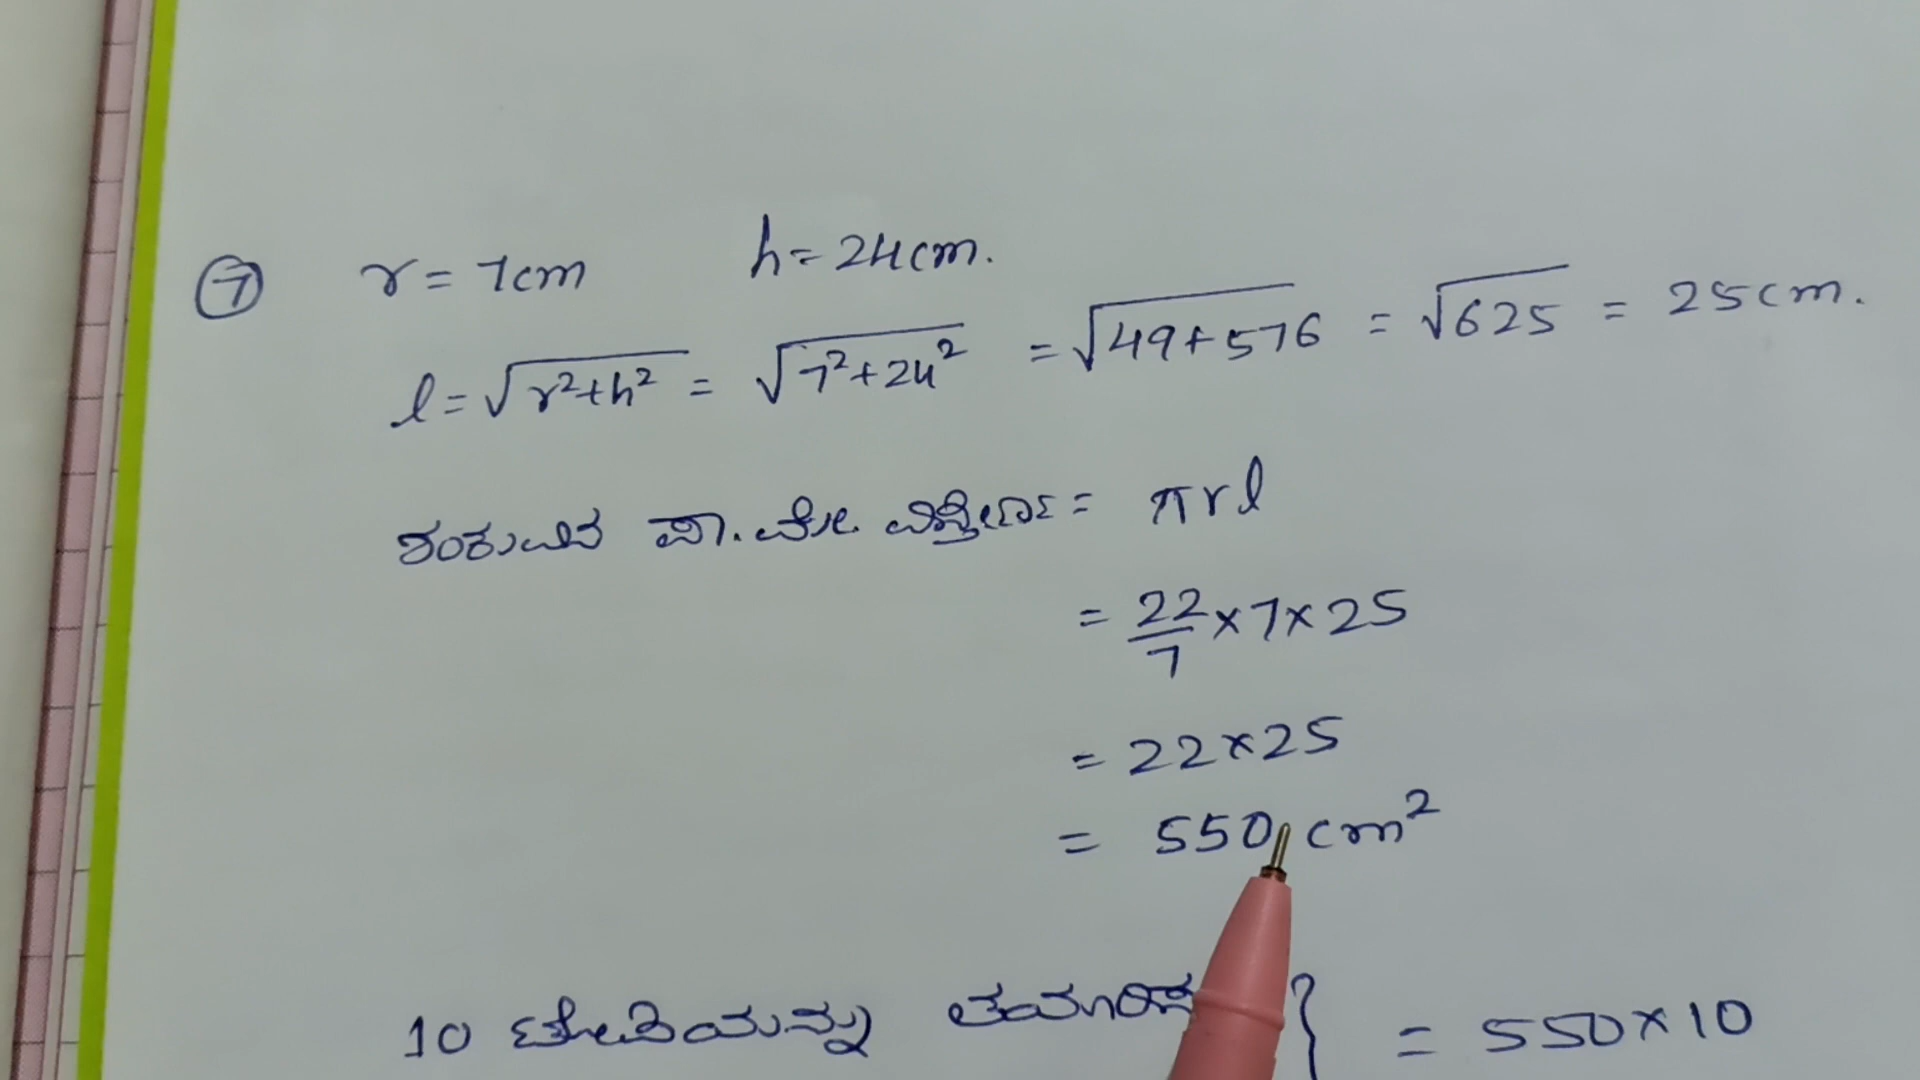 7 r = 7cm h = 24cm.
l = √r²+h² = √7²+24² = √49+576 = √625 = 25cm.
ಶಂಕುವಿನ ಪಾ.ಮೇ ವಿಸ್ತೀರ್ಣ = πrl
= 22/7 × 7 × 25
= 22×25
= 550 cm²
10 ಟೋಪಿಯನ್ನು } = 550×10